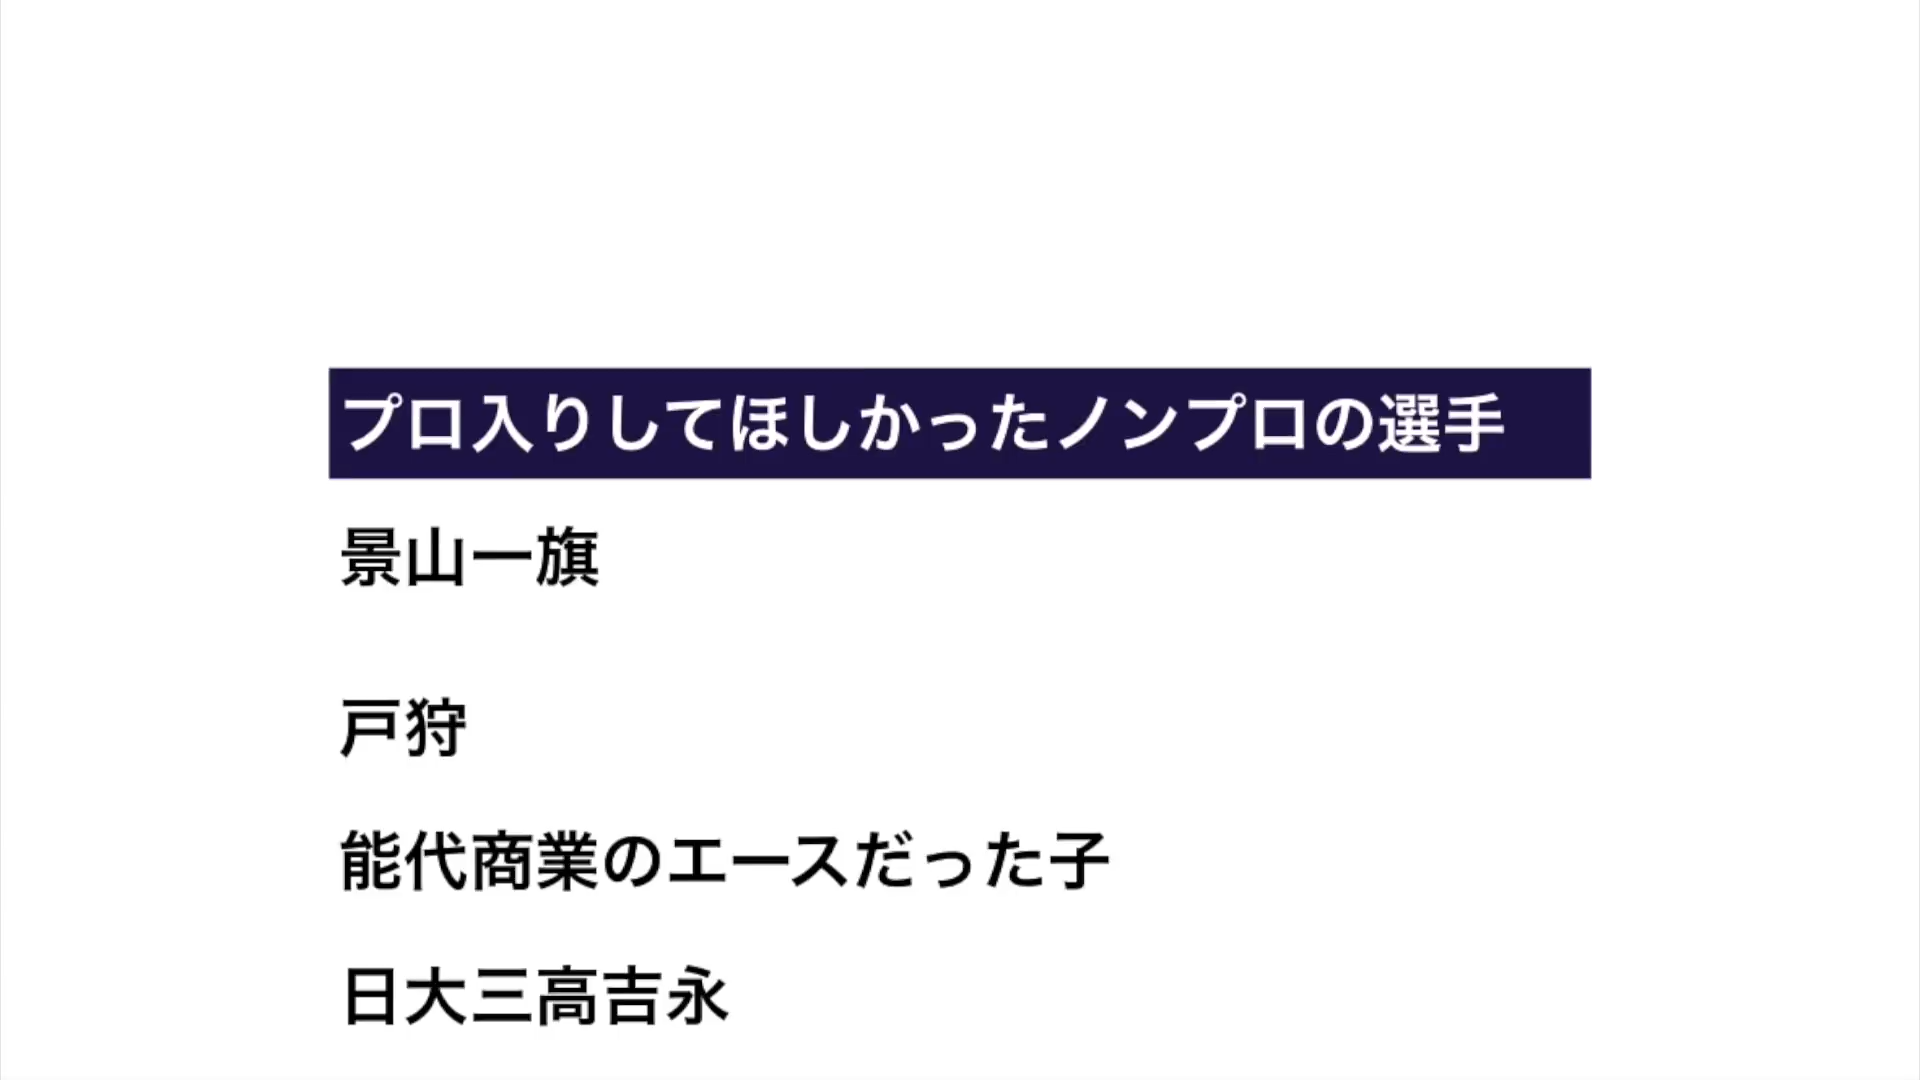 プロ入りしてほしかったノンプロの選手
景山一旗
戸狩
能代商業のエースだった子
日大三高吉永